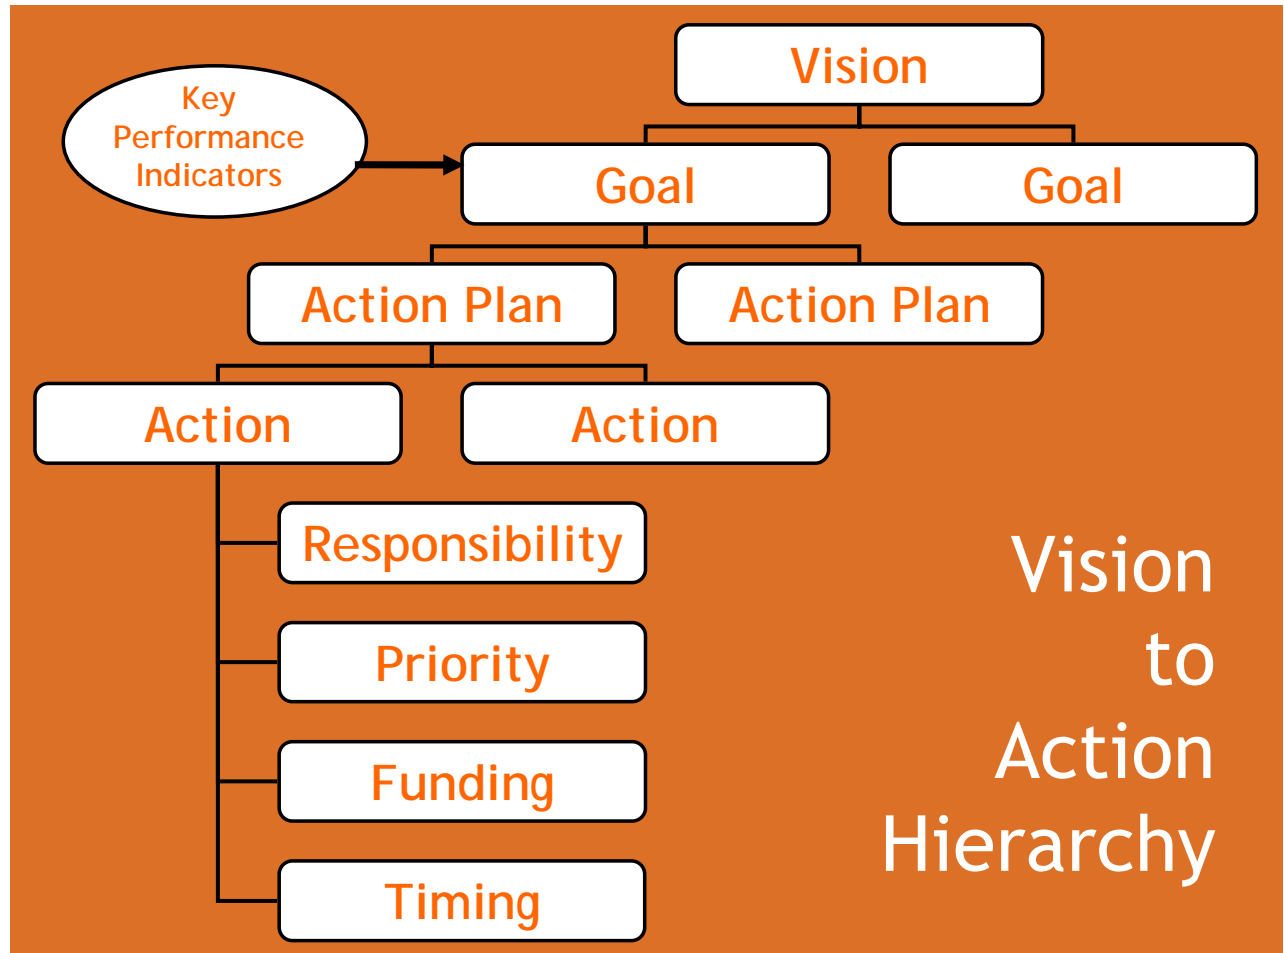 Vision
Key
Performance
Indicators
Goal
Goal
Action Plan
Action Plan
Action
Action
Responsibility
Priority
Funding
Timing
Vision
to
Action
Hierarchy